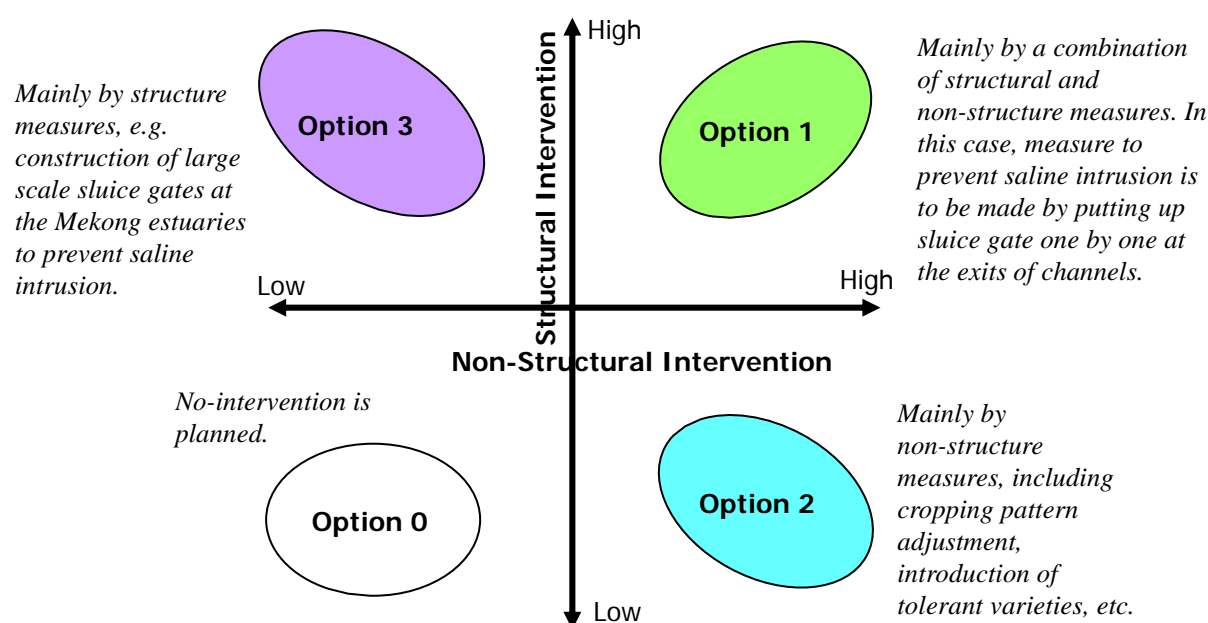 High
Structural Intervention
Mainly by structure
measures, e.g.
construction of large
scale sluice gates at
the Mekong estuaries
to prevent saline
intrusion.
Option 3
Option 1
Mainly by a combination
of structural and
non-structure measures. In
this case, measure to
prevent saline intrusion is
to be made by putting up
sluice gate one by one at
the exits of channels.
Low
High
Non-Structural Intervention
No-intervention is
planned.
Option 0
Option 2
Mainly by
non-structure
measures, including
cropping pattern
adjustment,
introduction of
tolerant varieties, etc.
Low